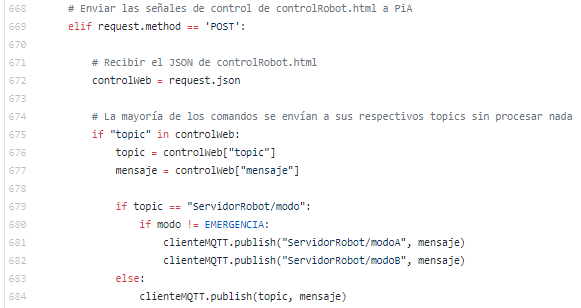 668 # Enviar las señales de control de controlRobot.html a PiA
669 elif request.method == 'POST':
670
671 # Recibir el JSON de controlRobot.html
672 controlWeb = request.json
673
674 # La mayoría de los comandos se envían a sus respectivos topics sin procesar nada
675 if "topic" in controlWeb:
676 topic = controlWeb["topic"]
677 mensaje = controlWeb["mensaje"]
678
679 if topic == "ServidorRobot/modo":
680 if modo != EMERGENCIA:
681 clienteMQTT.publish("ServidorRobot/modoA", mensaje)
682 clienteMQTT.publish("ServidorRobot/modoB", mensaje)
683 else:
684 clienteMQTT.publish(topic, mensaje)